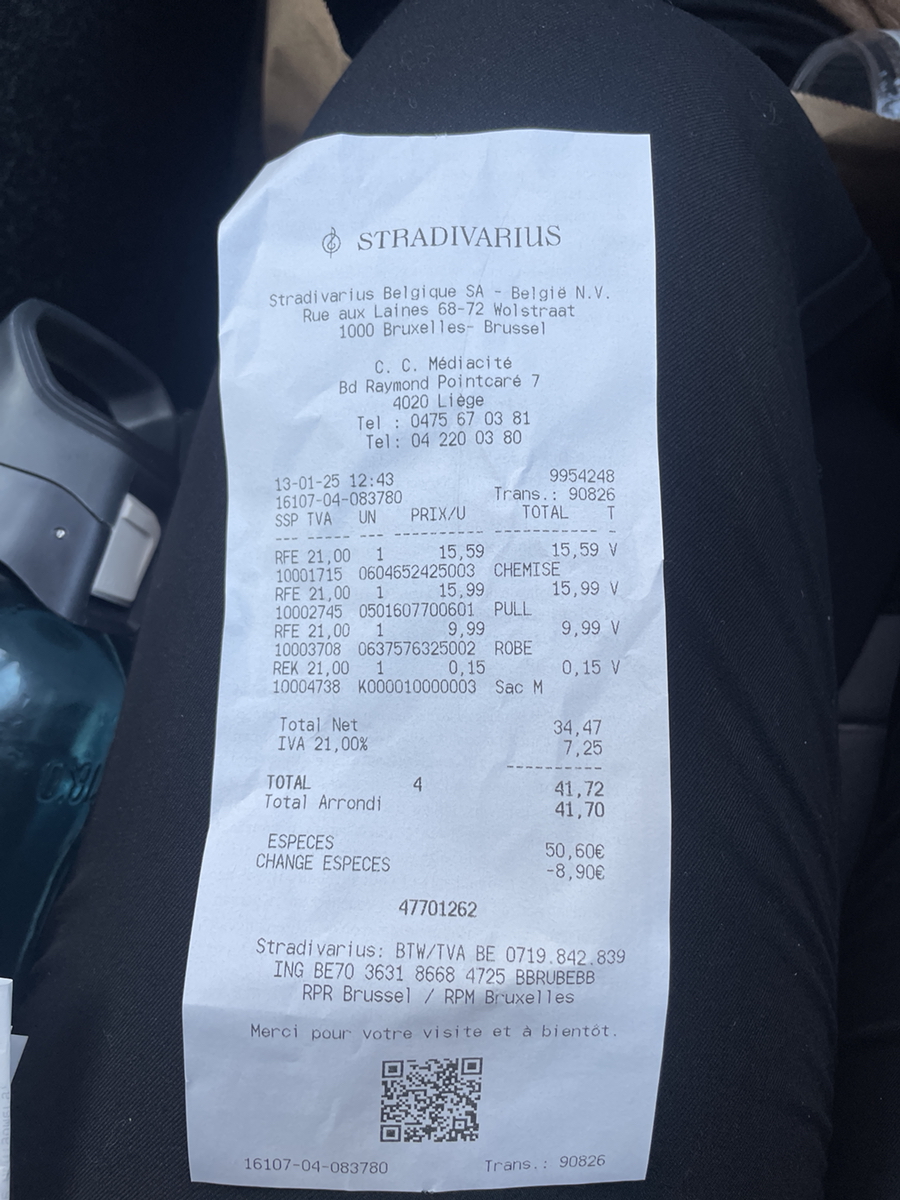 STRADIVARIUS
Stradivarius Belgique SA - België N.V.
Rue aux Laines 68-72 Wolstraat
1000 Bruxelles- Brussel
C. C. Médiacité
Bd Raymond Pointcaré 7
4020 Liège
Tel : 0475 67 03 81
Tel: 04 220 03 80
13-01-25 12:43 9954248
16107-04-083780 Trans.: 90826
SSP TVA UN PRIX/U TOTAL T
--- ----- --- ---------- ----------- -
RFE 21,00 1 15,59 15,59 V
10001715 0604652425003 CHEMISE
RFE 21,00 1 15,99 15,99 V
10002745 0501607700601 PULL
RFE 21,00 1 9,99 9,99 V
10003708 0637576325002 ROBE
REK 21,00 1 0,15 0,15 V
10004738 K000010000003 Sac M
Total Net 34,47
IVA 21,00% 7,25
----------
TOTAL 4 41,72
Total Arrondi 41,70
ESPECES 50,60€
CHANGE ESPECES -8,90€
47701262
Stradivarius: BTW/TVA BE 0719.842.839
ING BE70 3631 8668 4725 BBRUBEBB
RPR Brussel / RPM Bruxelles
Merci pour votre visite et à bientôt.
16107-04-083780 Trans.: 90826